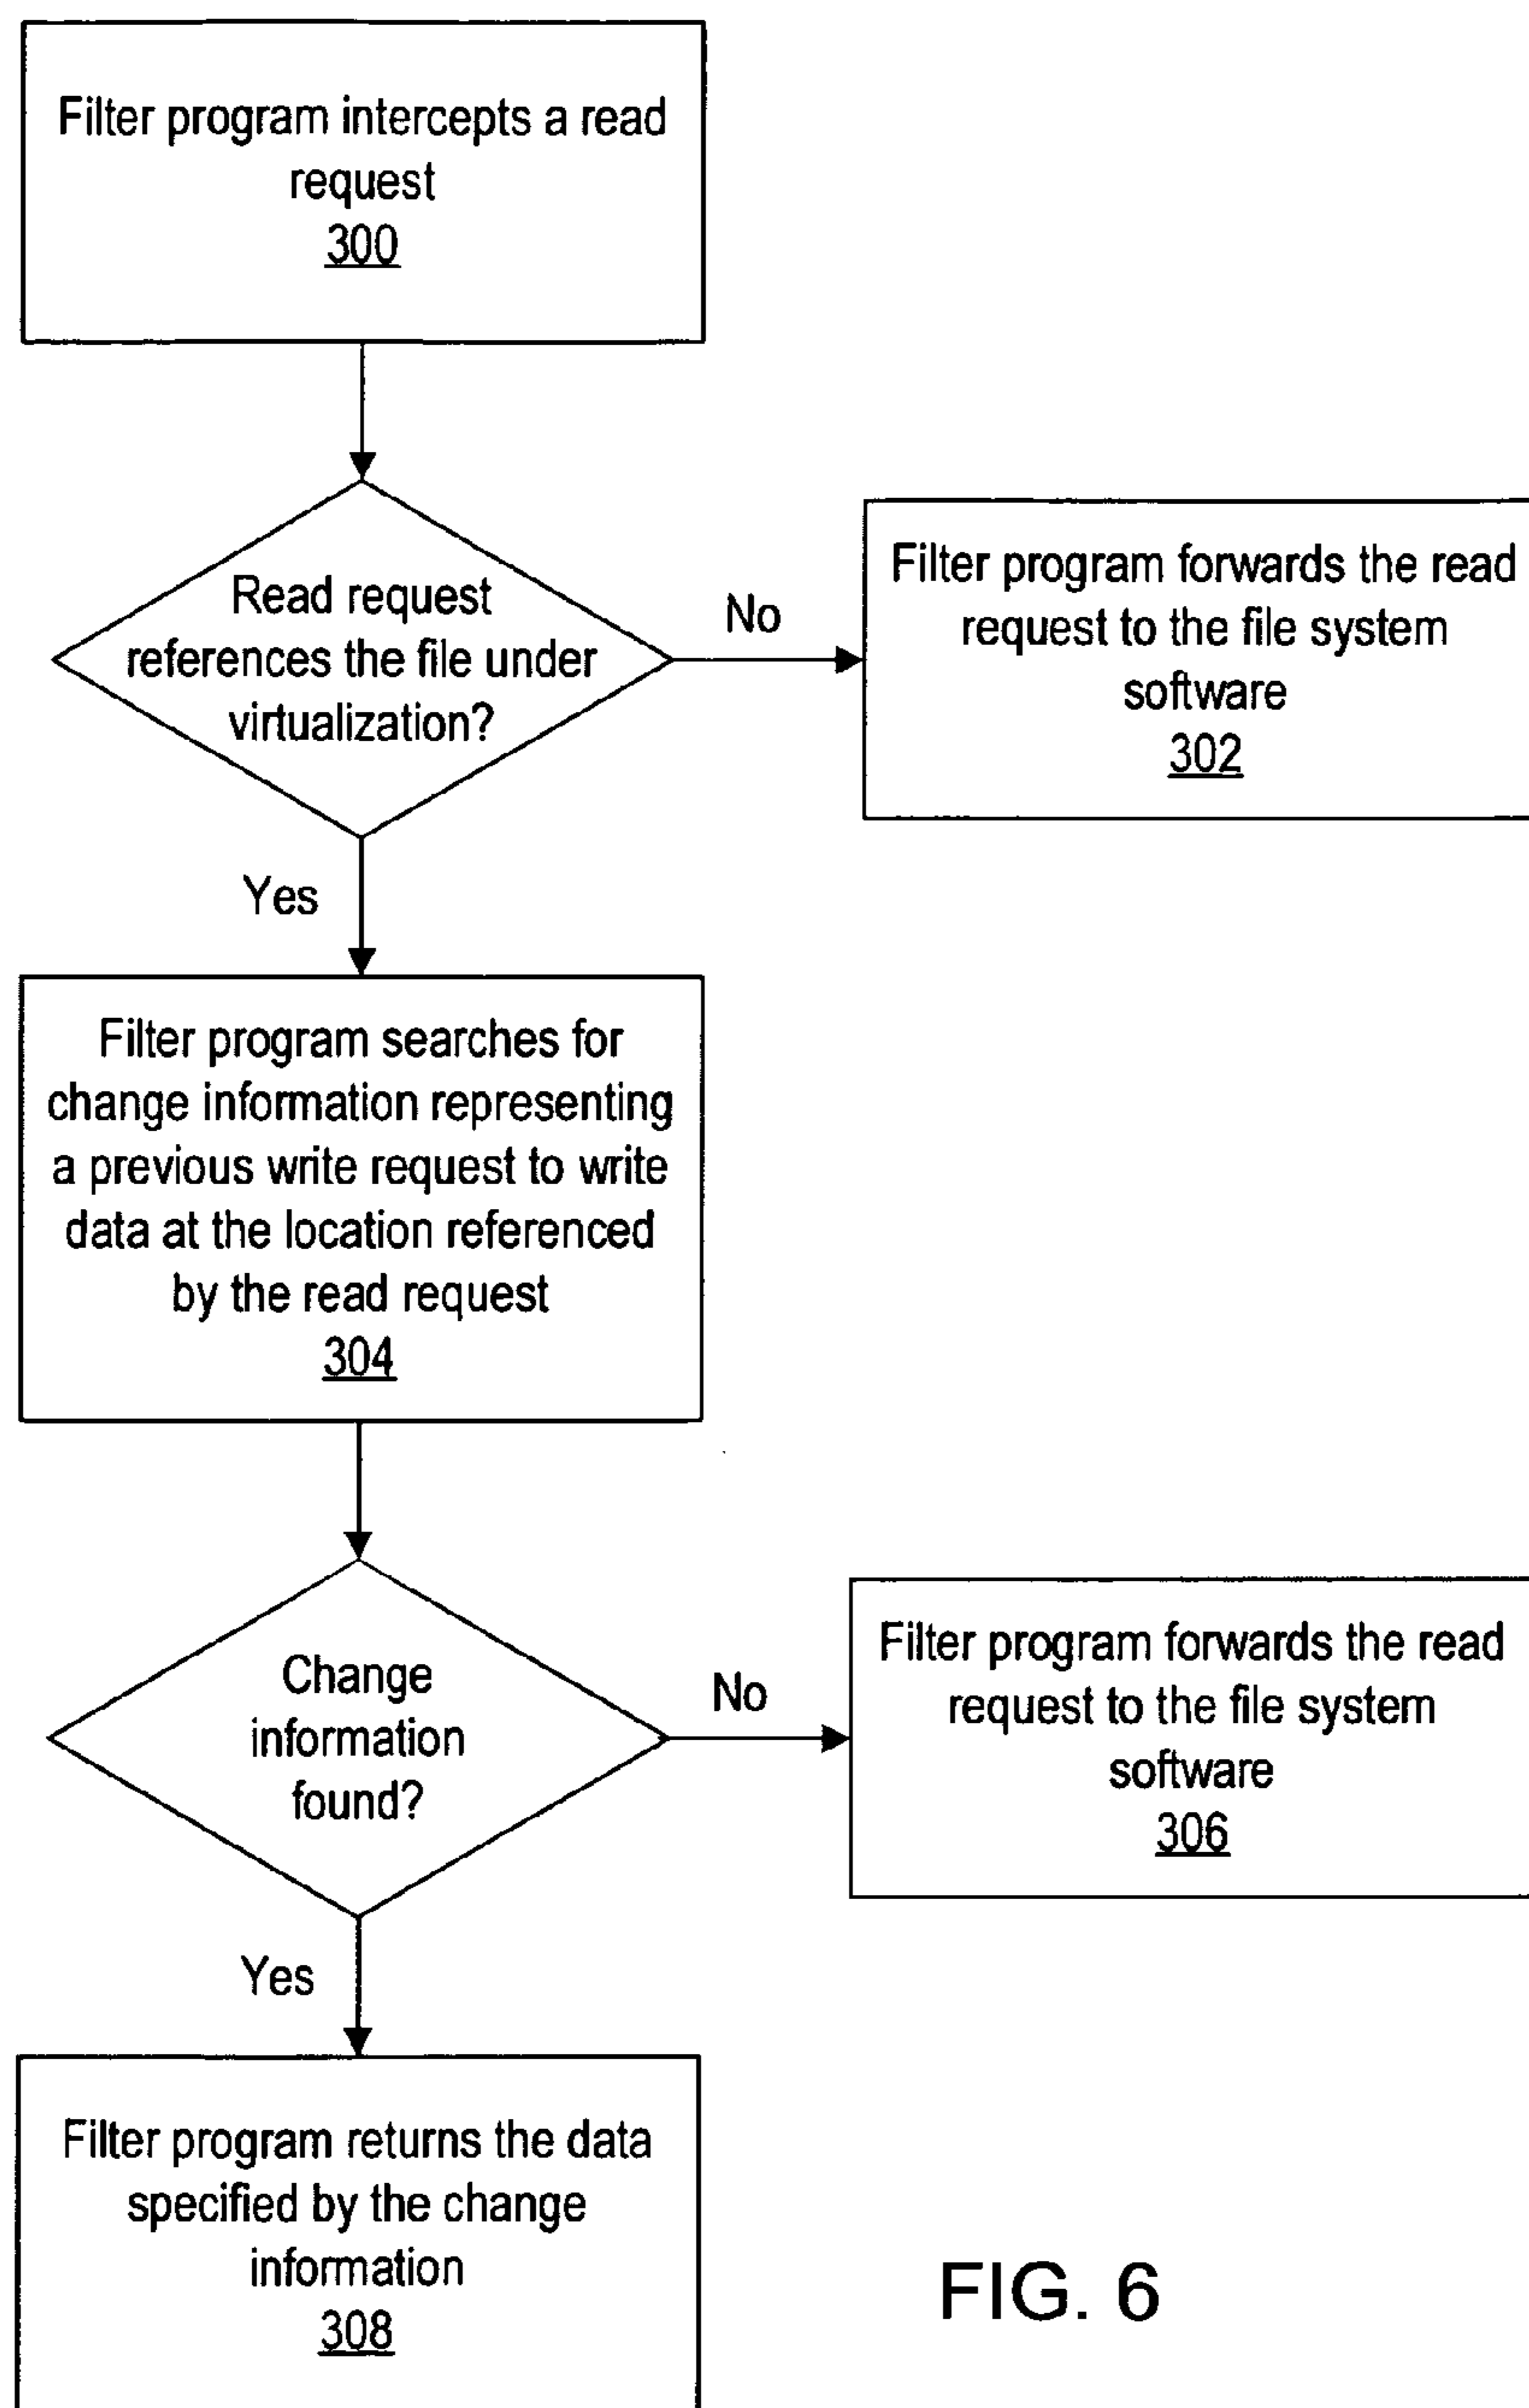 Filter program intercepts a read
request
300
Read request
references the file under
virtualization?
No
Filter program forwards the read
request to the file system
software
302
Yes
Filter program searches for
change information representing
a previous write request to write
data at the location referenced
by the read request
304
Change
information
found?
No
Filter program forwards the read
request to the file system
software
306
Yes
Filter program returns the data
specified by the change
information
308
FIG. 6